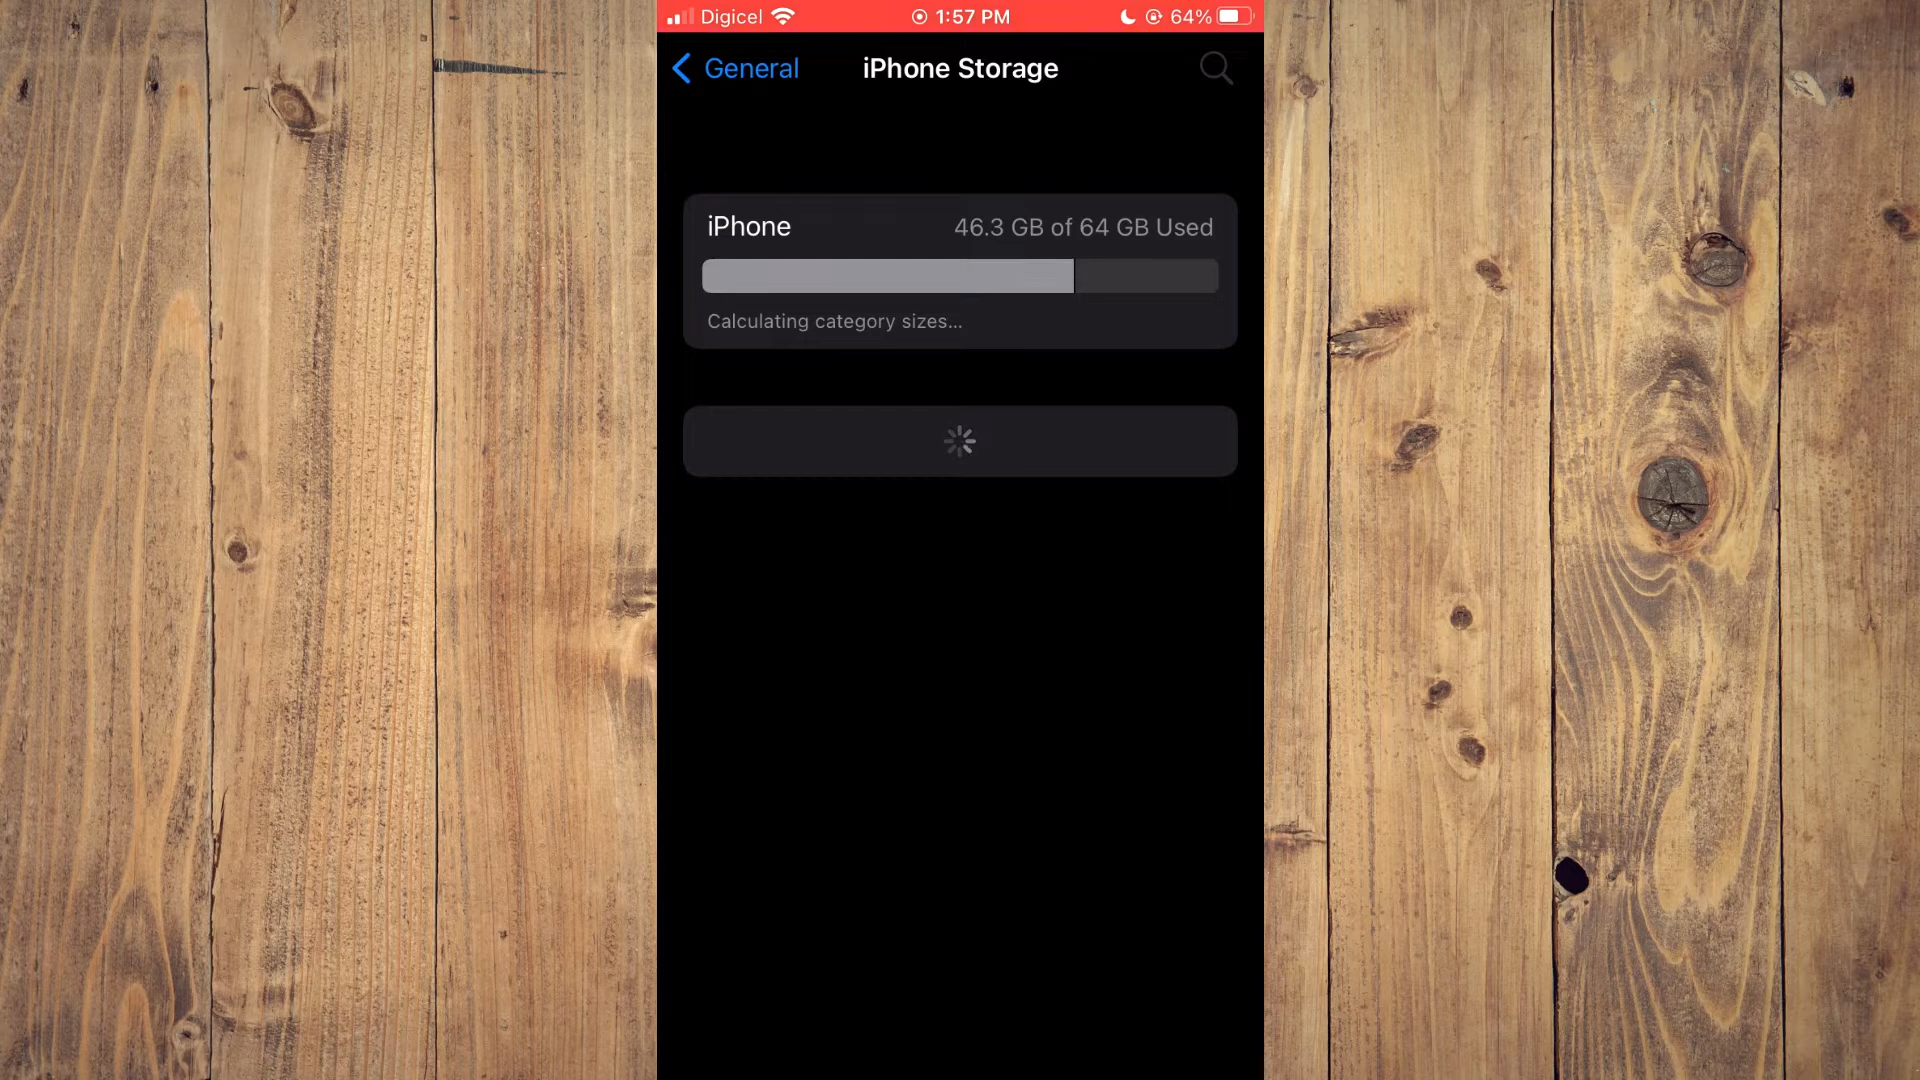 Digicel 1:57 PM 64%
General iPhone Storage
iPhone 46.3 GB of 64 GB Used
Calculating category sizes...